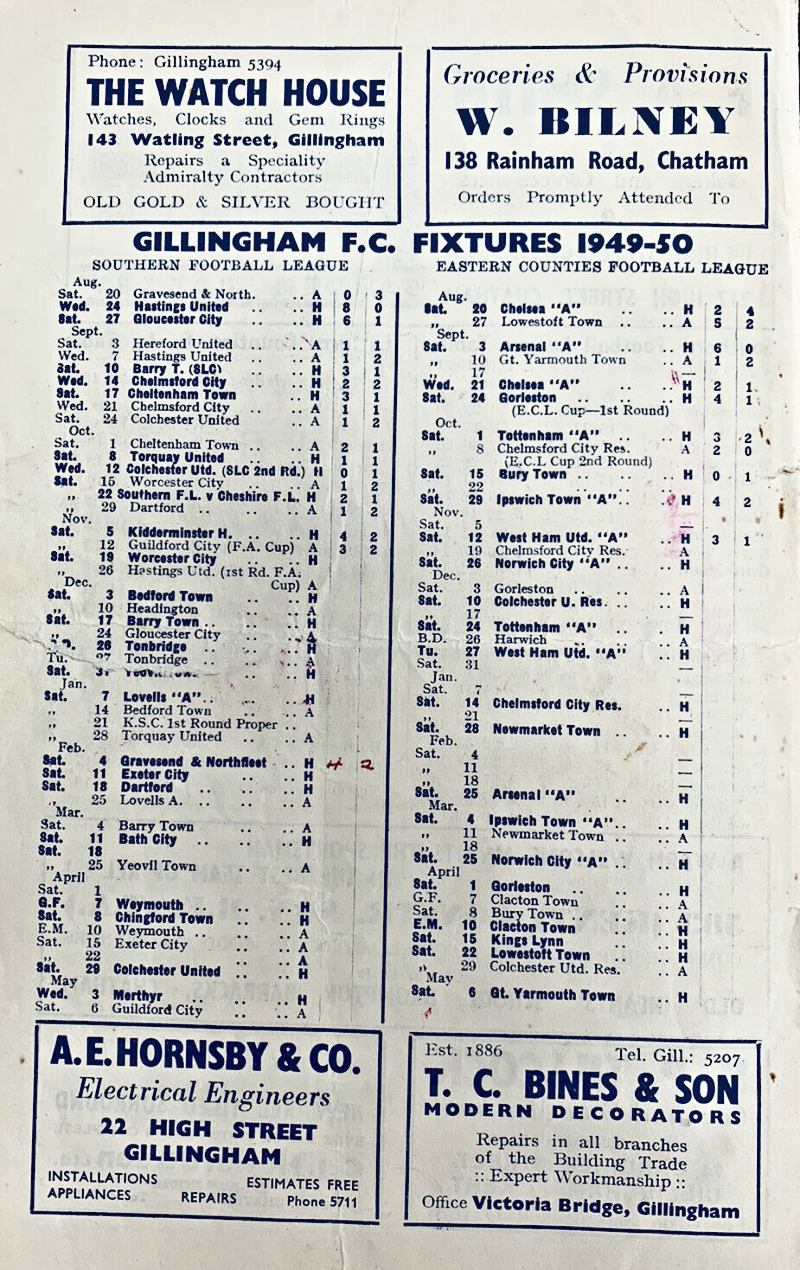 Phone: Gillingham 5394
THE WATCH HOUSE
Watches, Clocks and Gem Rings
143 Watling Street, Gillingham
Repairs a Speciality
Admiralty Contractors
OLD GOLD & SILVER BOUGHT
Groceries & Provisions
W. BILNEY
138 Rainham Road, Chatham
Orders Promptly Attended To
GILLINGHAM F.C. FIXTURES 1949-50
SOUTHERN FOOTBALL LEAGUE
Aug.
Sat. 20 Gravesend & North. .. A 0 3
Wed. 24 Hastings United .. .. H 8 0
Sat. 27 Gloucester City .. .. H 6 1
Sept.
Sat. 3 Hereford United .. A 1 1
Wed. 7 Hastings United .. .. A 1 2
Sat. 10 Barry T. (SLC) .. .. H 3 1
Wed. 14 Chelmsford City .. .. H 2 2
Sat. 17 Cheltenham Town .. H 3 1
Wed. 21 Chelmsford City .. .. A 1 1
Sat. 24 Colchester United .. A 1 2
Oct.
Sat. 1 Cheltenham Town .. A 2 1
Sat. 8 Torquay United .. H 1 1
Wed. 12 Colchester Utd. (SLC 2nd Rd.) H 0 1
Sat. 15 Worcester City .. .. A 1 2
„ 22 Southern F.L. v Cheshire F.L. H 2 1
„ 29 Dartford .. .. .. A 1 2
Nov.
Sat. 5 Kidderminster H. .. .. H 4 2
„ 12 Guildford City (F.A. Cup) A 3 2
Sat. 19 Worcester City .. .. H
„ 26 Hastings Utd. (1st Rd. F.A.
Cup) A
Dec.
Sat. 3 Bedford Town .. .. H
„ 10 Headington .. .. A
Sat. 17 Barry Town .. .. .. H
„ 24 Gloucester City .. .. A
26 Tonbridge .. .. .. H
Tu. 27 Tonbridge .. .. .. A
Sat. 31 .. .. H
Jan.
Sat. 7 Lovells "A" .. .. .. H
„ 14 Bedford Town .. .. A
„ 21 K.S.C. 1st Round Proper ..
„ 28 Torquay United .. .. A
Feb.
Sat. 4 Gravesend & Northfleet .. H 4 2
Sat. 11 Exeter City .. .. H
Sat. 18 Dartford .. .. .. H
„ 25 Lovells A. .. .. .. A
Mar.
Sat. 4 Barry Town .. .. A
Sat. 11 Bath City .. .. .. H
Sat. 18
„ 25 Yeovil Town .. .. A
April
Sat. 1
G.F. 7 Weymouth .. .. .. H
Sat. 8 Chingford Town .. .. H
E.M. 10 Weymouth .. .. .. A
Sat. 15 Exeter City .. .. A
„ 22
Sat. 29 Colchester United .. .. H
May
Wed. 3 Merthyr .. .. .. H
Sat. 6 Guildford City .. .. A
EASTERN COUNTIES FOOTBALL LEAGUE
Aug.
Sat. 20 Chelsea "A" .. .. H 2 4
„ 27 Lowestoft Town .. .. A 5 2
Sept.
Sat. 3 Arsenal "A" .. .. H 6 0
„ 10 Gt. Yarmouth Town .. A 1 2
„ 17 —
Wed. 21 Chelsea "A" .. .. H 2 1
Sat. 24 Gorleston .. .. .. H 4 1
(E.C.L. Cup—1st Round)
Oct.
Sat. 1 Tottenham "A" .. .. H 3 2
„ 8 Chelmsford City Res. A 2 0
(E.C.L Cup 2nd Round)
Sat. 15 Bury Town .. .. .. H 0 1
„ 22 —
Sat. 29 Ipswich Town "A" .. .. H 4 2
Nov.
Sat. 5 —
Sat. 12 West Ham Utd. "A" .. H 3 1
„ 19 Chelmsford City Res. A
Sat. 26 Norwich City "A" .. .. H
Dec.
Sat. 3 Gorleston .. .. .. A
Sat. 10 Colchester U. Res. .. .. H
„ 17 —
Sat. 24 Tottenham "A" .. .. H
B.D. 26 Harwich .. .. .. A
Tu. 27 West Ham Utd. "A" .. H
Sat. 31 —
Jan.
Sat. 7 —
Sat. 14 Chelmsford City Res. .. H
„ 21 —
Sat. 28 Newmarket Town .. .. H
Feb.
Sat. 4 —
„ 11 —
„ 18 —
Sat. 25 Arsenal "A" .. .. H
Mar.
Sat. 4 Ipswich Town "A" .. .. H
„ 11 Newmarket Town .. .. A
„ 18 —
Sat. 25 Norwich City "A" .. .. H
April
Sat. 1 Gorleston .. .. .. H
G.F. 7 Clacton Town .. .. A
Sat. 8 Bury Town .. .. .. A
E.M. 10 Clacton Town .. .. H
Sat. 15 Kings Lynn .. .. H
Sat. 22 Lowestoft Town .. .. H
„ 29 Colchester Utd. Res. .. A
May
Sat. 6 Gt. Yarmouth Town .. H
A. E. HORNSBY & CO.
Electrical Engineers
22 HIGH STREET
GILLINGHAM
INSTALLATIONS ESTIMATES FREE
APPLIANCES REPAIRS Phone 5711
Est. 1886 Tel. Gill.: 5207
T. C. BINES & SON
MODERN DECORATORS
Repairs in all branches
of the Building Trade
:: Expert Workmanship ::
Office Victoria Bridge, Gillingham